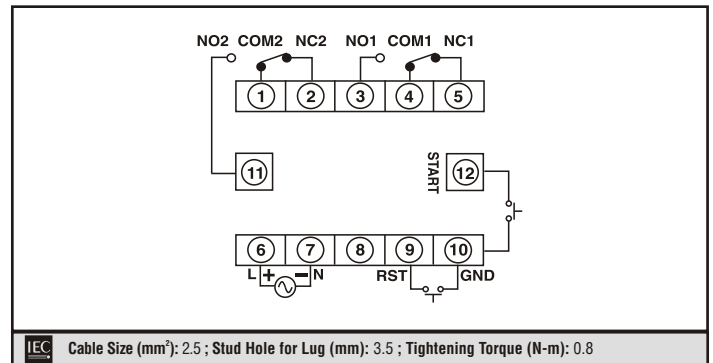 NO2 COM2 NC2 NO1 COM1 NC1
1 2 3 4 5
11 START 12
6 7 8 9 10
L + − N RST GND
IEC Cable Size (mm²): 2.5 ; Stud Hole for Lug (mm): 3.5 ; Tightening Torque (N-m): 0.8